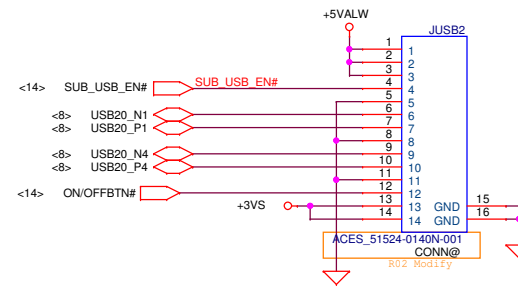 +5VALW
JUSB2
1 1
2 2
3 3
<14> SUB_USB_EN# SUB_USB_EN# 4 4
5 5
<8> USB20_N1 6 6
<8> USB20_P1 7 7
8 8
<8> USB20_N4 9 9
<8> USB20_P4 10 10
11 11
<14> ON/OFFBTN# 12 12
+3VS 13 13 GND 15
14 14 GND 16
ACES_51524-0140N-001
CONN@
R02 Modify